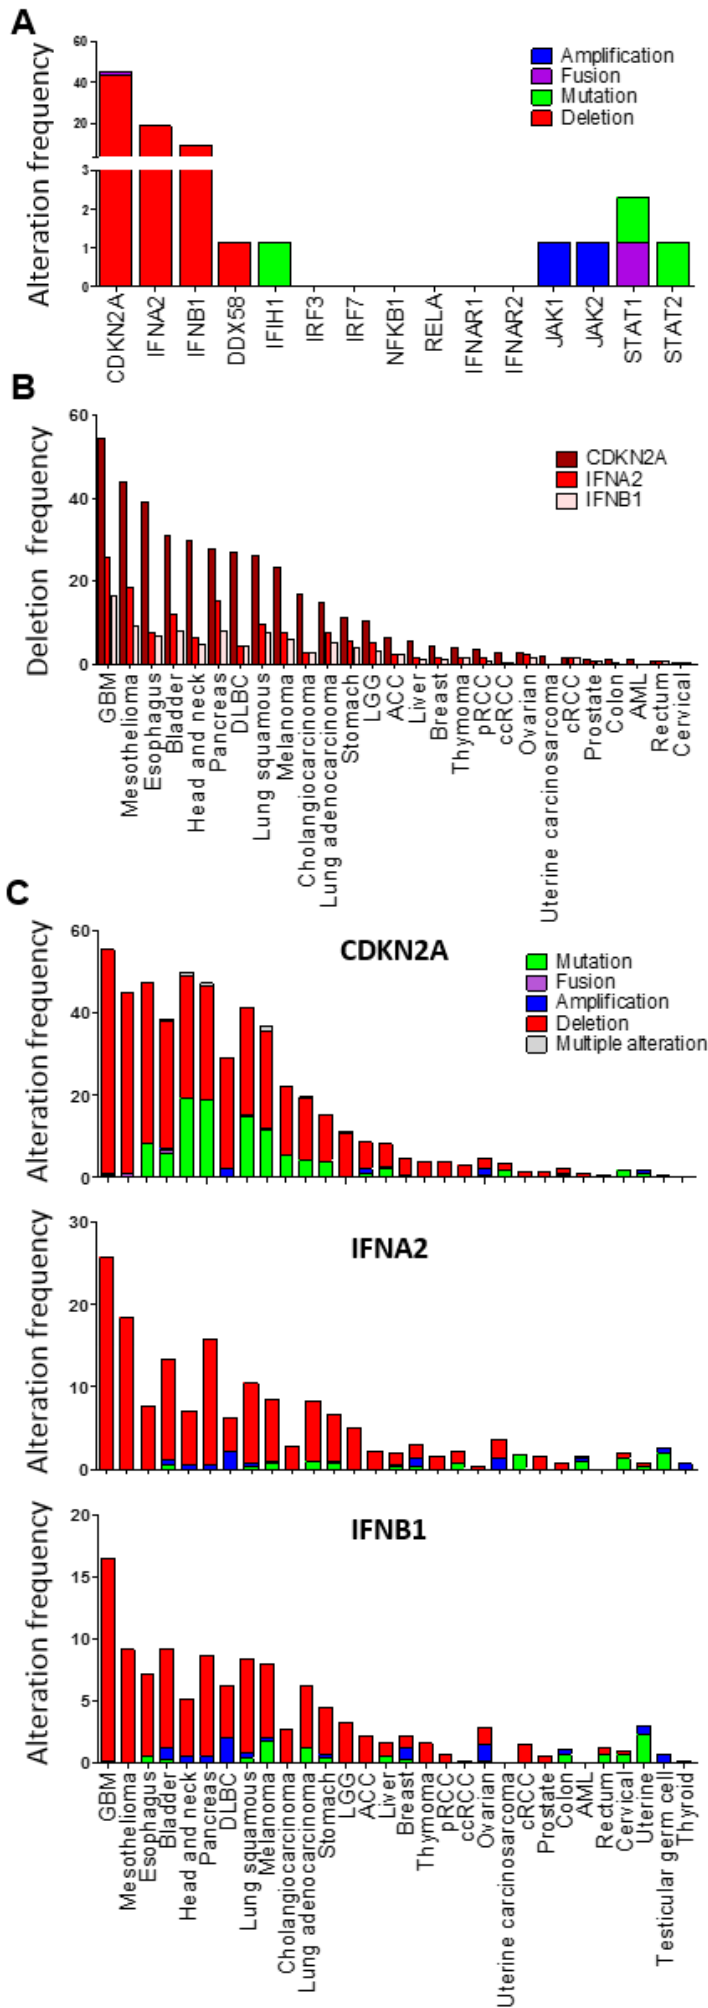 A
Alteration frequency
60
40
20
3
2
1
0
Amplification
Fusion
Mutation
Deletion
CDKN2A
IFNA2
IFNB1
DDX58
IFIH1
IRF3
IRF7
NFKB1
RELA
IFNAR1
IFNAR2
JAK1
JAK2
STAT1
STAT2
B
Deletion frequency
60
40
20
0
CDKN2A
IFNA2
IFNB1
GBM
Mesothelioma
Esophagus
Bladder
Head and neck
Pancreas
DLBC
Lung squamous
Melanoma
Cholangiocarcinoma
Lung adenocarcinoma
Stomach
LGG
ACC
Liver
Breast
Thymoma
pRCC
ccRCC
Ovarian
Uterine carcinosarcoma
cRCC
Prostate
Colon
AML
Rectum
Cervical
C
CDKN2A
Alteration frequency
60
40
20
0
Mutation
Fusion
Amplification
Deletion
Multiple alteration
IFNA2
Alteration frequency
30
20
10
0
IFNB1
Alteration frequency
20
15
10
5
0
GBM
Mesothelioma
Esophagus
Bladder
Head and neck
Pancreas
DLBC
Lung squamous
Melanoma
Cholangiocarcinoma
Lung adenocarcinoma
Stomach
LGG
ACC
Liver
Breast
Thymoma
pRCC
ccRCC
Ovarian
Uterine carcinosarcoma
cRCC
Prostate
Colon
AML
Rectum
Cervical
Uterine
Testicular germ cell
Thyroid